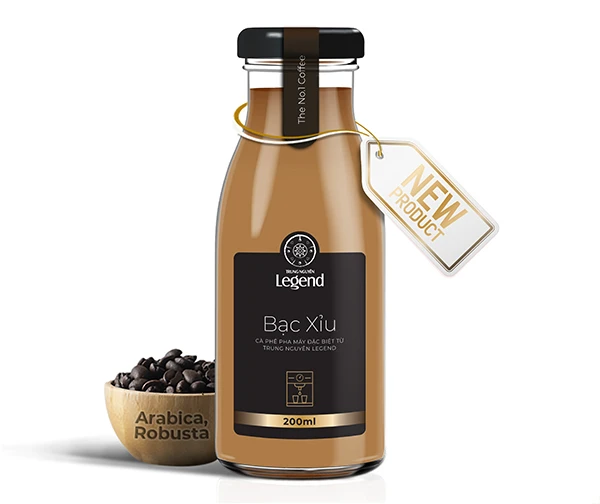 The No.1 Coffee
NEW
PRODUCT
TRUNG NGUYÊN
Legend
Bạc Xỉu
CÀ PHÊ PHA MÁY ĐẶC BIỆT TỪ
TRUNG NGUYÊN LEGEND
200ml
Arabica,
Robusta